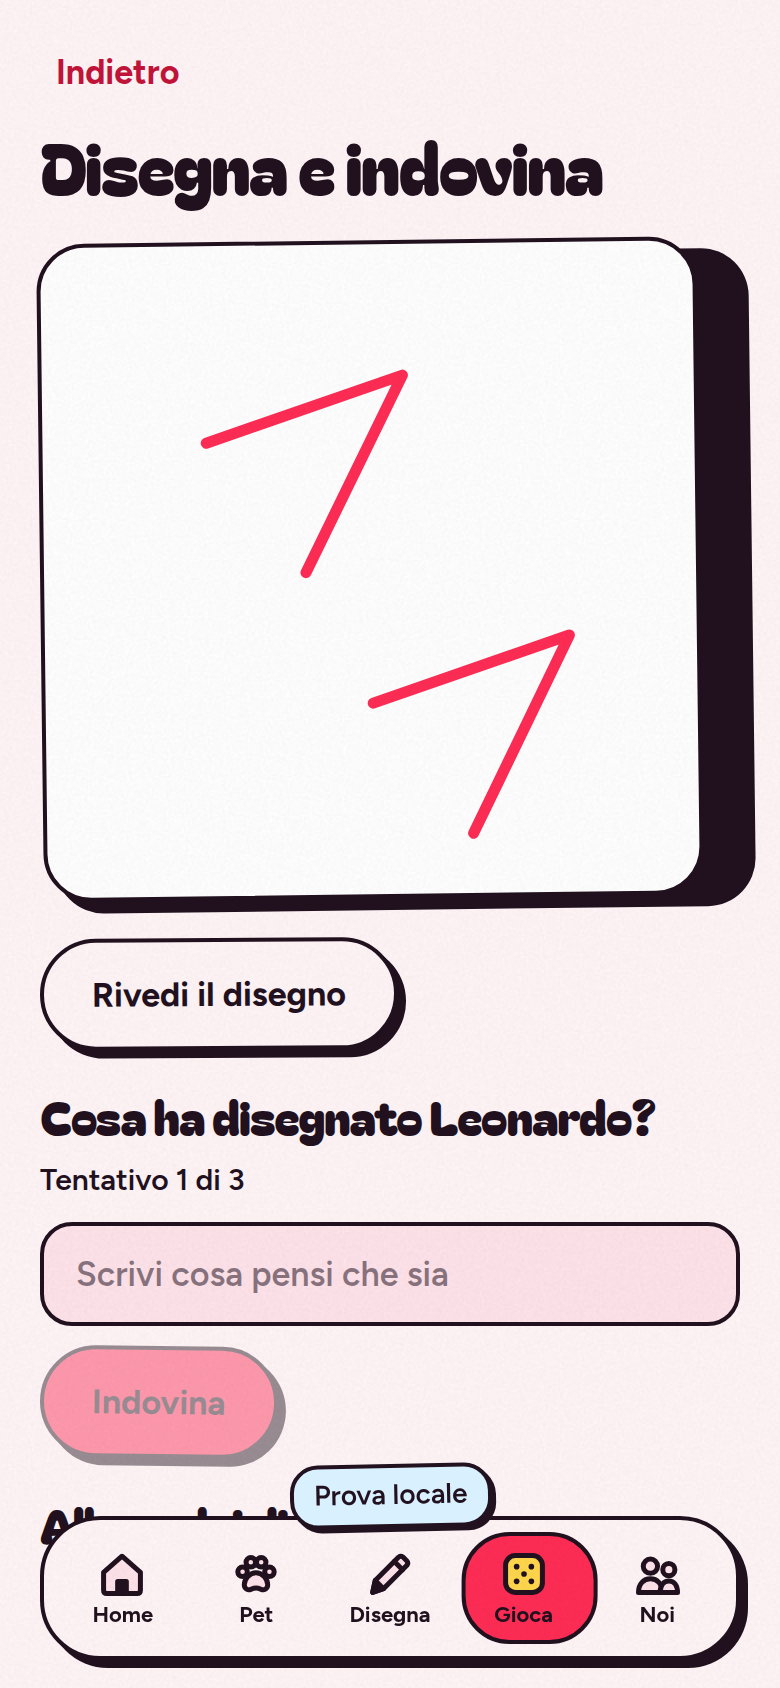 Indietro
Disegna e indovina
Rivedi il disegno
Cosa ha disegnato Leonardo?
Tentativo 1 di 3
Scrivi cosa pensi che sia
Indovina
Prova locale
Home
Pet
Disegna
Gioca
Noi